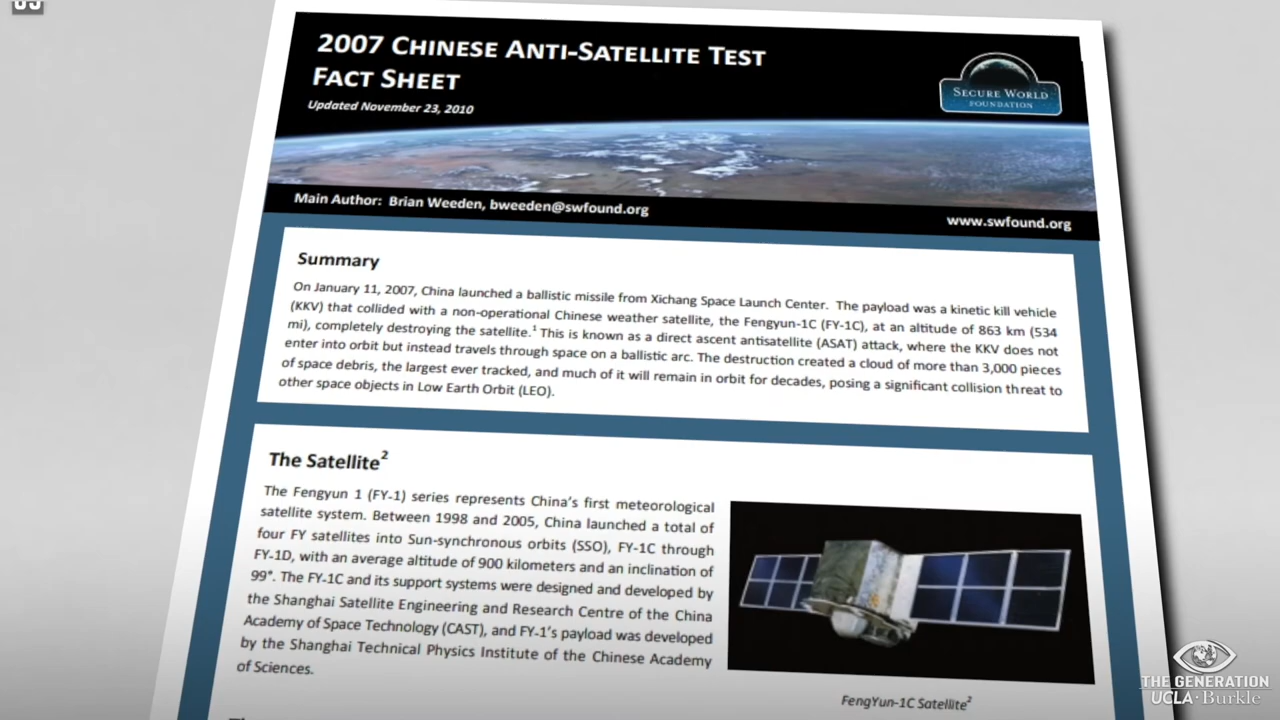 2007 CHINESE ANTI-SATELLITE TEST
FACT SHEET
Updated November 23, 2010
SECURE WORLD
FOUNDATION
Main Author: Brian Weeden, bweeden@swfound.org
www.swfound.org
Summary
On January 11, 2007, China launched a ballistic missile from Xichang Space Launch Center. The payload was a kinetic kill vehicle
(KKV) that collided with a non-operational Chinese weather satellite, the Fengyun-1C (FY-1C), at an altitude of 863 km (534
mi), completely destroying the satellite.¹ This is known as a direct ascent antisatellite (ASAT) attack, where the KKV does not
enter into orbit but instead travels through space on a ballistic arc. The destruction created a cloud of more than 3,000 pieces
of space debris, the largest ever tracked, and much of it will remain in orbit for decades, posing a significant collision threat to
other space objects in Low Earth Orbit (LEO).
The Satellite²
The Fengyun 1 (FY-1) series represents China's first meteorological
satellite system. Between 1998 and 2005, China launched a total of
four FY satellites into Sun-synchronous orbits (SSO), FY-1C through
FY-1D, with an average altitude of 900 kilometers and an inclination of
99°. The FY-1C and its support systems were designed and developed by
the Shanghai Satellite Engineering and Research Centre of the China
Academy of Space Technology (CAST), and FY-1's payload was developed
by the Shanghai Technical Physics Institute of the Chinese Academy
of Sciences.
FengYun-1C Satellite²
THE GENERATION
UCLA·Burkle